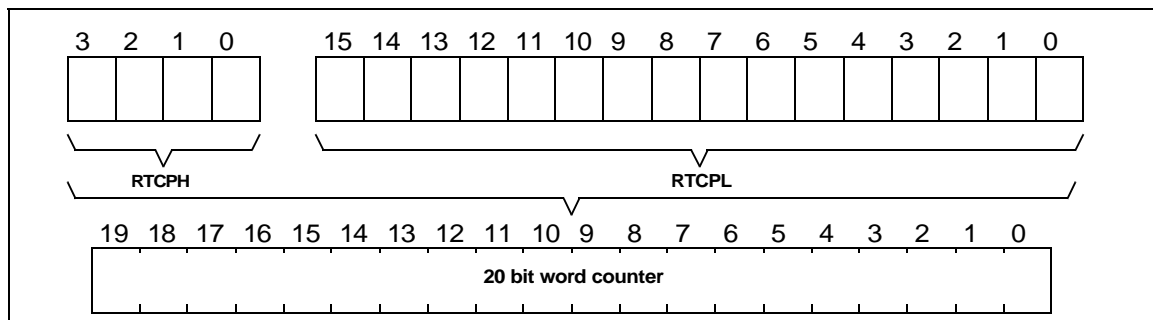 3 2 1 0 15 14 13 12 11 10 9 8 7 6 5 4 3 2 1 0
RTCPH RTCPL
19 18 17 16 15 14 13 12 11 10 9 8 7 6 5 4 3 2 1 0
20 bit word counter